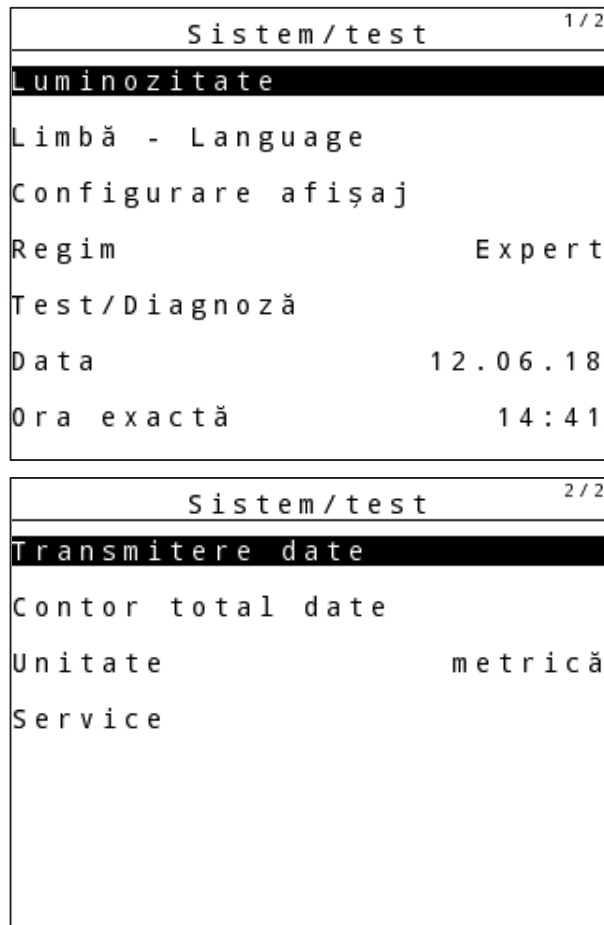 Sistem/test 1/2
Luminozitate
Limbă - Language
Configurare afișaj
Regim Expert
Test/Diagnoză
Data 12.06.18
Ora exactă 14:41
Sistem/test 2/2
Transmitere date
Contor total date
Unitate metrică
Service